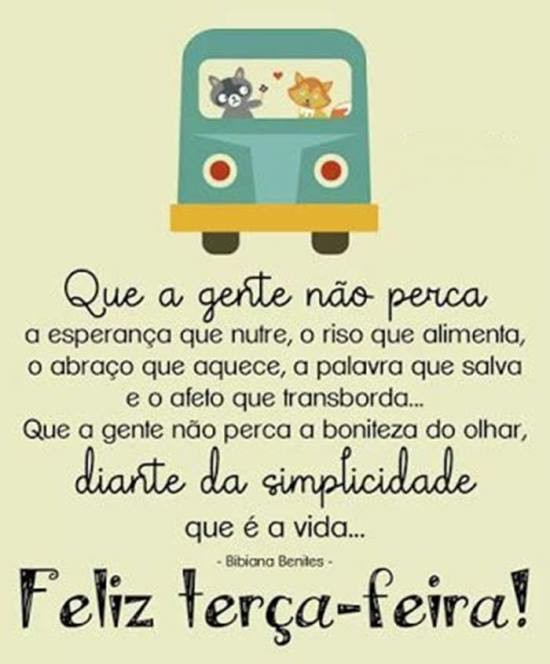 Que a gente não perca
a esperança que nutre, o riso que alimenta,
o abraço que aquece, a palavra que salva
e o afeto que transborda...
Que a gente não perca a boniteza do olhar,
diante da simplicidade
que é a vida...
- Bibiana Benites -
Feliz terça-feira!